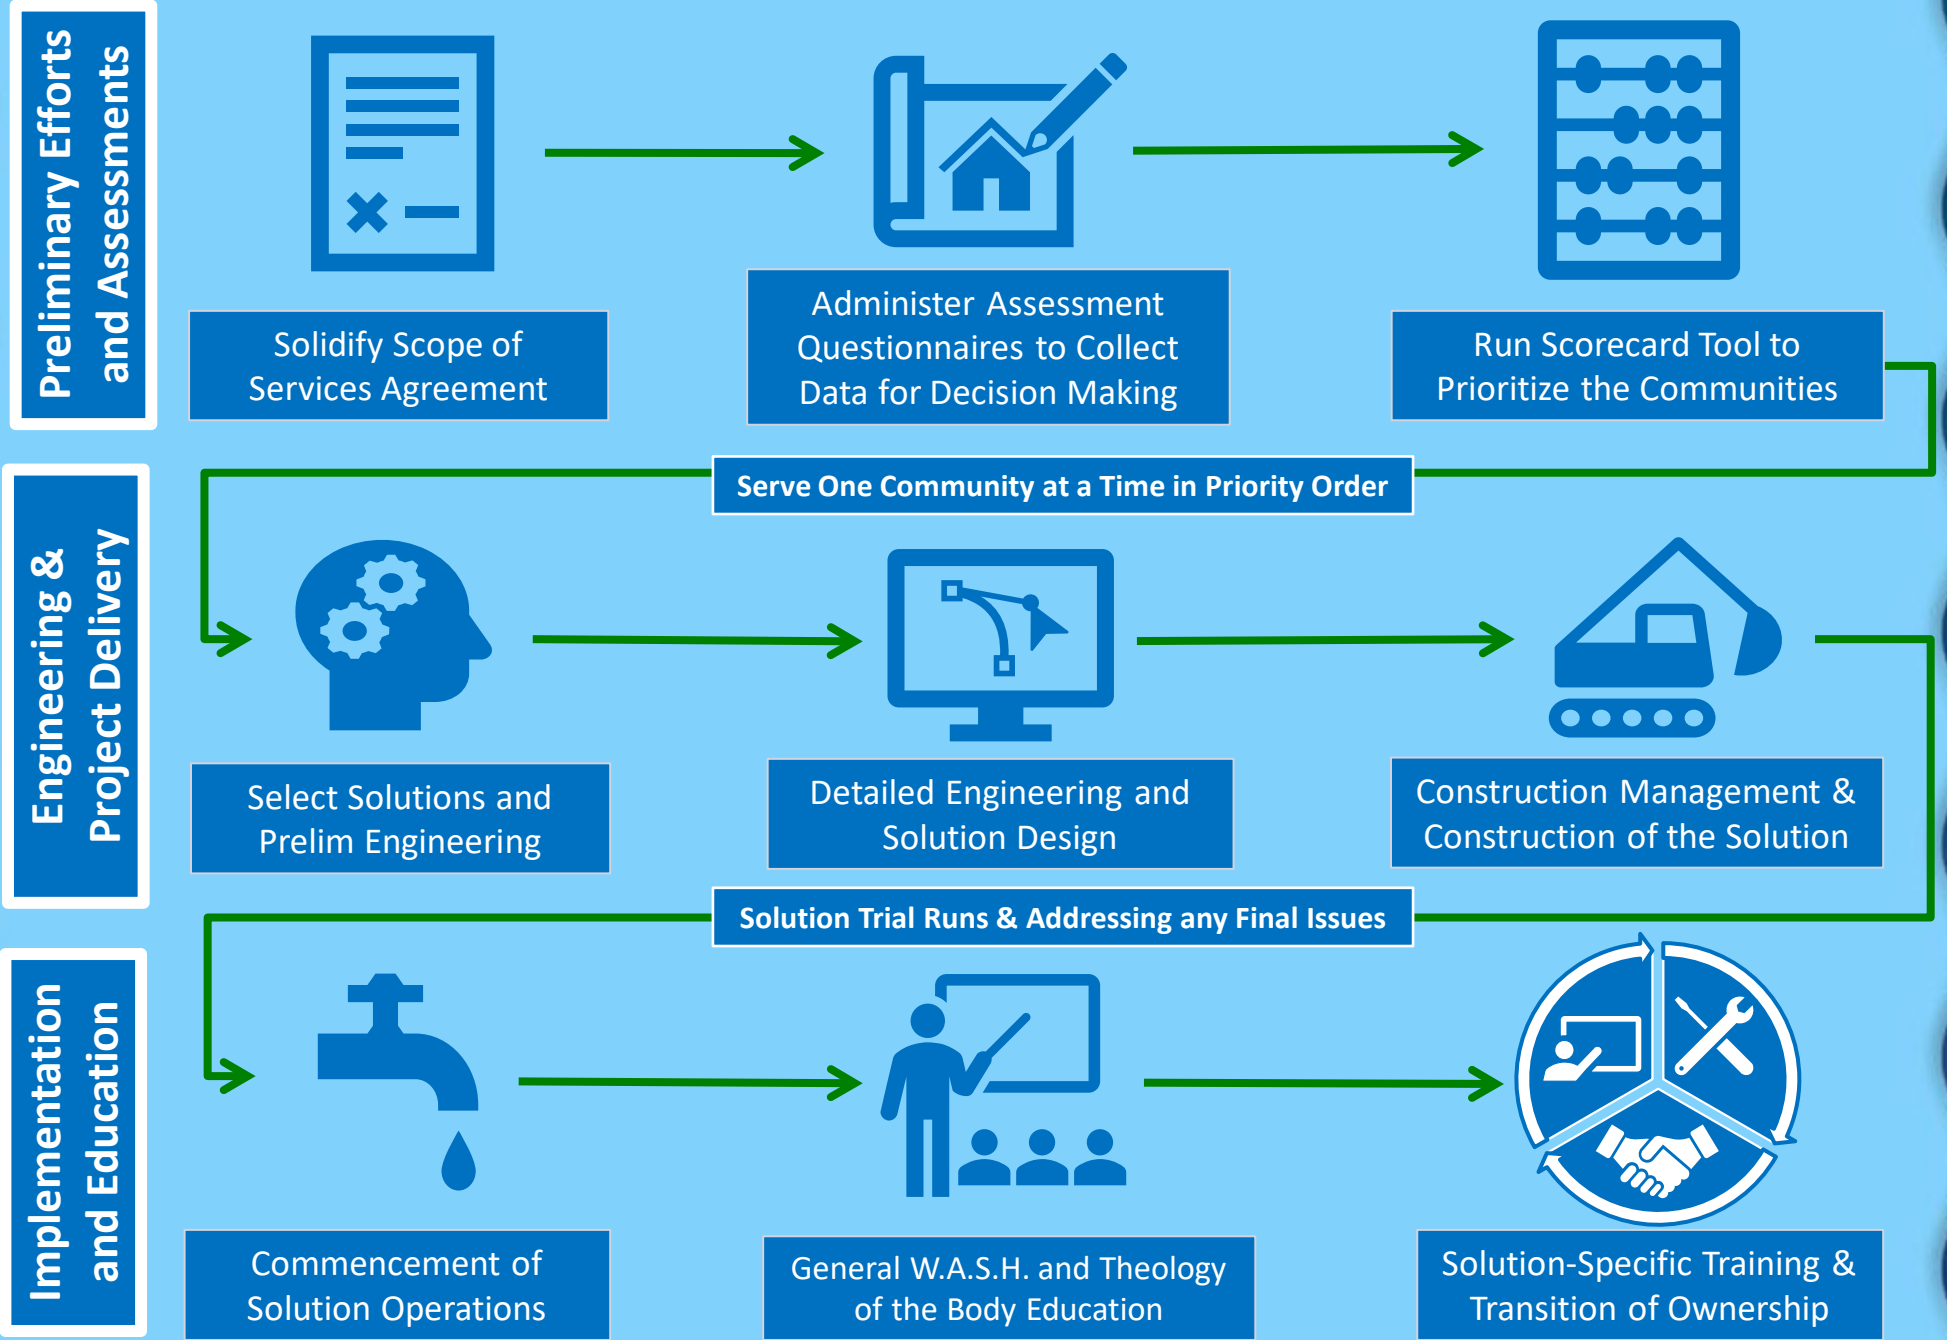 Preliminary Efforts
and Assessments
Solidify Scope of
Services Agreement
Administer Assessment
Questionnaires to Collect
Data for Decision Making
Run Scorecard Tool to
Prioritize the Communities
Serve One Community at a Time in Priority Order
Engineering &
Project Delivery
Select Solutions and
Prelim Engineering
Detailed Engineering and
Solution Design
Construction Management &
Construction of the Solution
Solution Trial Runs & Addressing any Final Issues
Implementation
and Education
Commencement of
Solution Operations
General W.A.S.H. and Theology
of the Body Education
Solution-Specific Training &
Transition of Ownership